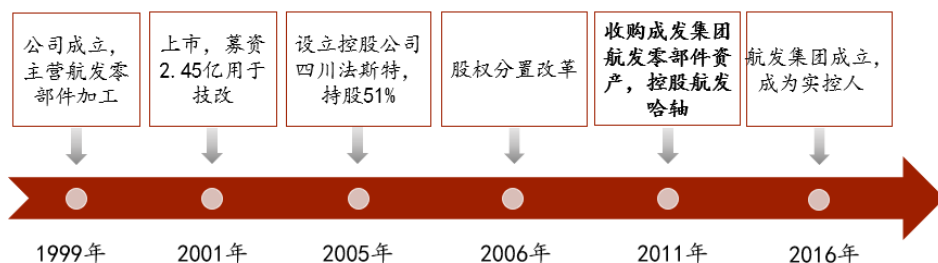 公司成立，
主营航发零
部件加工
上市，募资
2.45亿用于
技改
设立控股公司
四川法斯特，
持股51%
股权分置改革
收购成发集团
航发零部件资
产，控股航发
哈轴
航发集团成立，
成为实控人
1999年
2001年
2005年
2006年
2011年
2016年